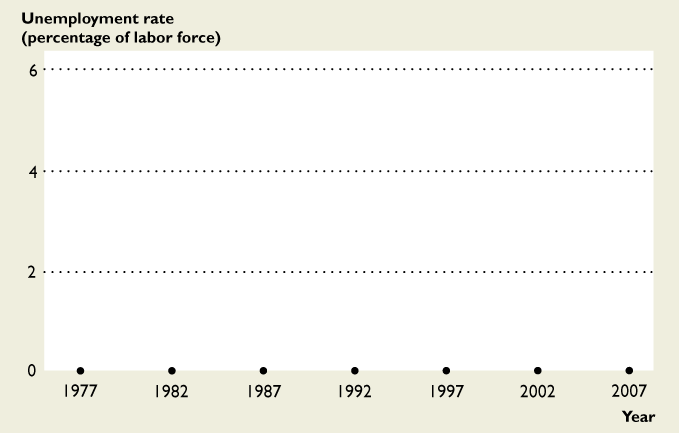 Unemployment rate
(percentage of labor force)
6
4
2
0
1977 1982 1987 1992 1997 2002 2007
Year